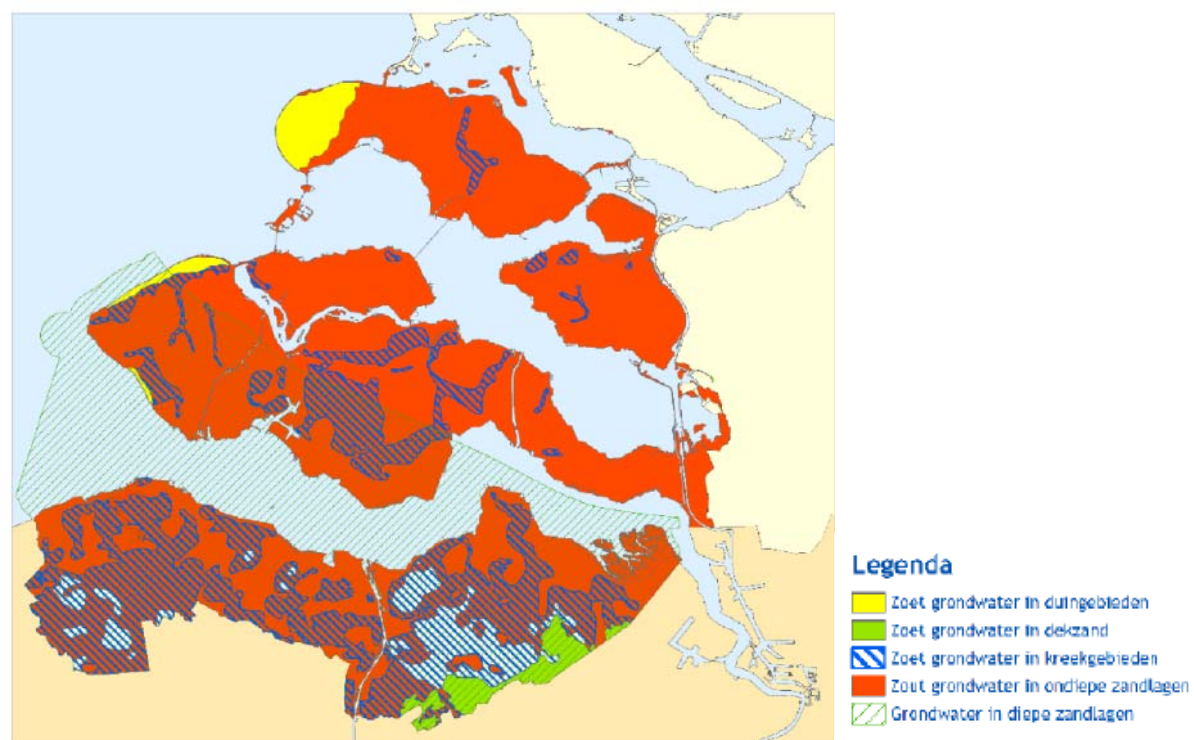 Legenda
Zoet grondwater in duingebieden
Zoet grondwater in dekzand
Zoet grondwater in kreekgebieden
Zout grondwater in ondiepe zandlagen
Grondwater in diepe zandlagen